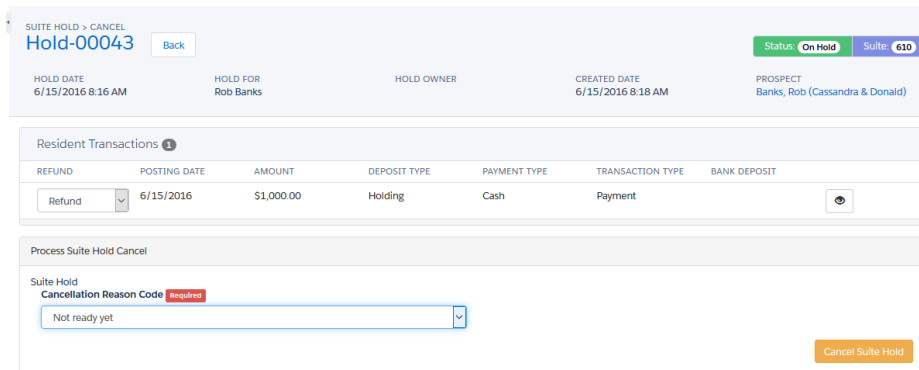 SUITE HOLD > CANCEL
Hold-00043 Back
Status: On Hold Suite: 610
HOLD DATE HOLD FOR HOLD OWNER CREATED DATE PROSPECT
6/15/2016 8:16 AM Rob Banks 6/15/2016 8:18 AM Banks, Rob (Cassandra & Donald)
Resident Transactions 1
REFUND POSTING DATE AMOUNT DEPOSIT TYPE PAYMENT TYPE TRANSACTION TYPE BANK DEPOSIT
Refund 6/15/2016 $1,000.00 Holding Cash Payment
Process Suite Hold Cancel
Suite Hold
Cancellation Reason Code Required
Not ready yet
Cancel Suite Hold